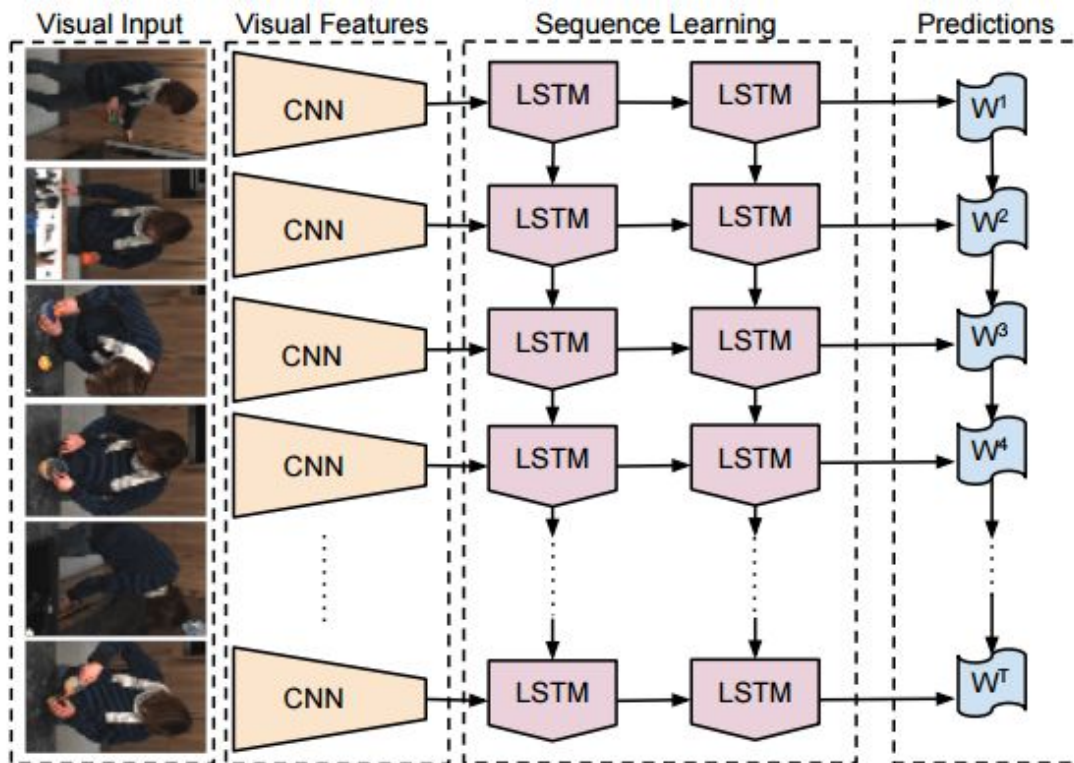 Visual Input Visual Features Sequence Learning Predictions
CNN LSTM LSTM W¹
CNN LSTM LSTM W²
CNN LSTM LSTM W³
CNN LSTM LSTM W⁴
CNN LSTM LSTM Wᵀ